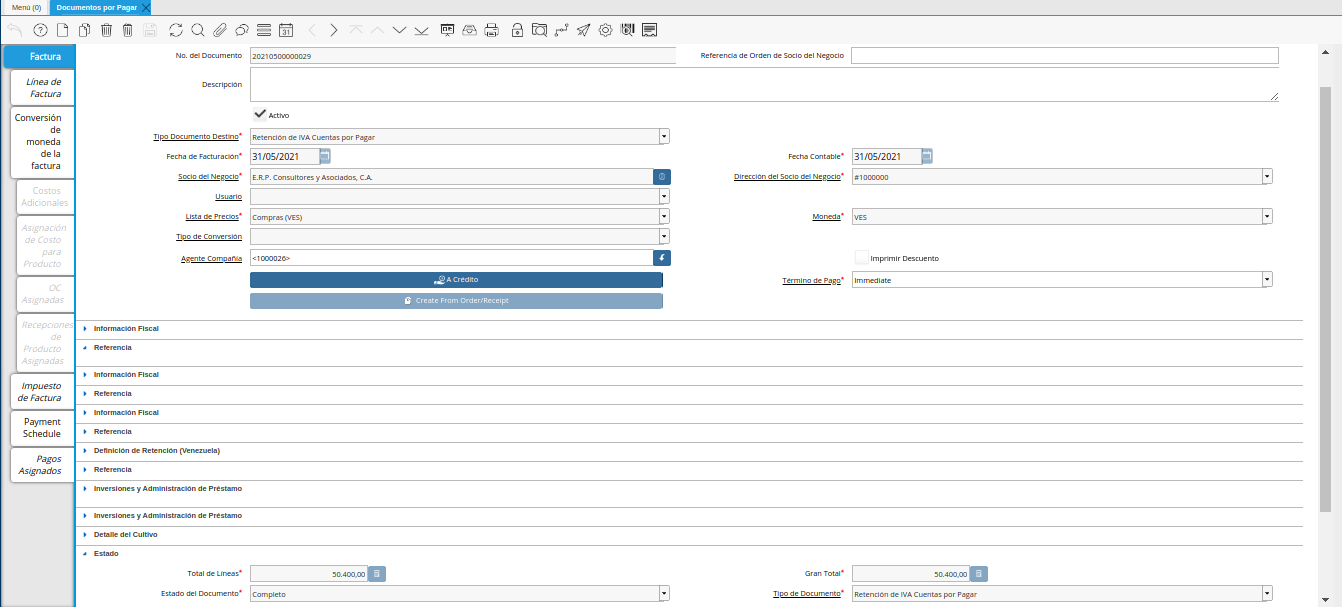 Menú (0)
Documentos por Pagar
31
Factura
Línea de
Factura
Conversión
de
moneda
de la
factura
Costos
Adicionales
Asignación
de Costo
para
Producto
OC
Asignadas
Recepciones
de
Producto
Asignadas
Impuesto
de Factura
Payment
Schedule
Pagos
Asignados
No. del Documento 20210500000029 Referencia de Orden de Socio del Negocio
Descripción
Activo
Tipo Documento Destino* Retención de IVA Cuentas por Pagar
Fecha de Facturación* 31/05/2021 Fecha Contable* 31/05/2021
Socio del Negocio* E.R.P. Consultores y Asociados, C.A. Dirección del Socio del Negocio* #1000000
Usuario
Lista de Precios* Compras (VES) Moneda* VES
Tipo de Conversión
Agente Compañía <1000026> Imprimir Descuento
A Crédito Término de Pago* Immediate
Create From Order/Receipt
Información Fiscal
Referencia
Información Fiscal
Referencia
Información Fiscal
Referencia
Definición de Retención (Venezuela)
Referencia
Inversiones y Administración de Préstamo
Inversiones y Administración de Préstamo
Detalle del Cultivo
Estado
Total de Líneas* 50.400,00 Gran Total* 50.400,00
Estado del Documento* Completo Tipo de Documento* Retención de IVA Cuentas por Pagar